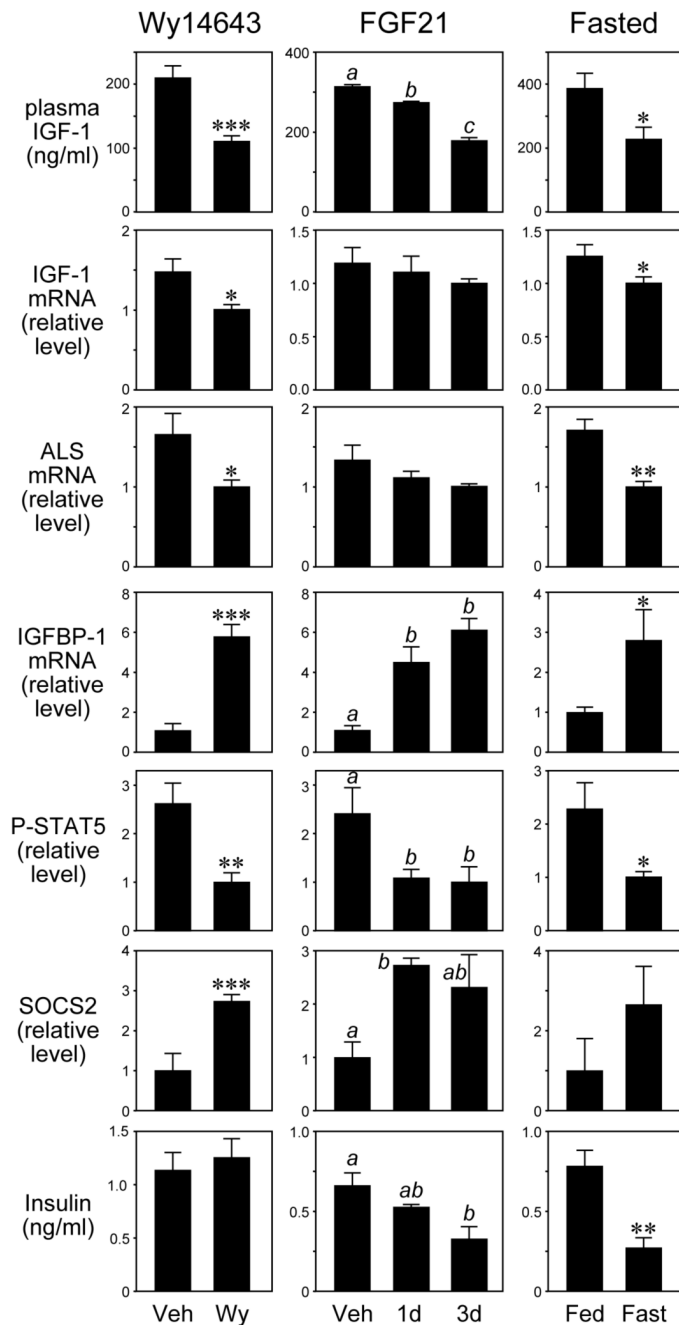 Wy14643 FGF21 Fasted
plasma
IGF-1
(ng/ml)
200
100
0
***
400
200
0
a
b
c
400
200
0
*
IGF-1
mRNA
(relative
level)
2
1
0
*
1.5
1.0
0.5
0.0
1.5
1.0
0.5
0.0
*
ALS
mRNA
(relative
level)
2
1
0
*
2
1
0
2
1
0
**
IGFBP-1
mRNA
(relative
level)
8
6
4
2
0
***
8
6
4
2
0
a
b
b
4
3
2
1
0
*
P-STAT5
(relative
level)
3
2
1
0
**
3
2
1
0
a
b
b
3
2
1
0
*
SOCS2
(relative
level)
4
3
2
1
0
***
3
2
1
0
a
b
ab
4
2
1
0
Insulin
(ng/ml)
1.5
1.0
0.5
0
1.0
0.5
0
a
ab
b
1.0
0.5
0
**
Veh Wy Veh 1d 3d Fed Fast